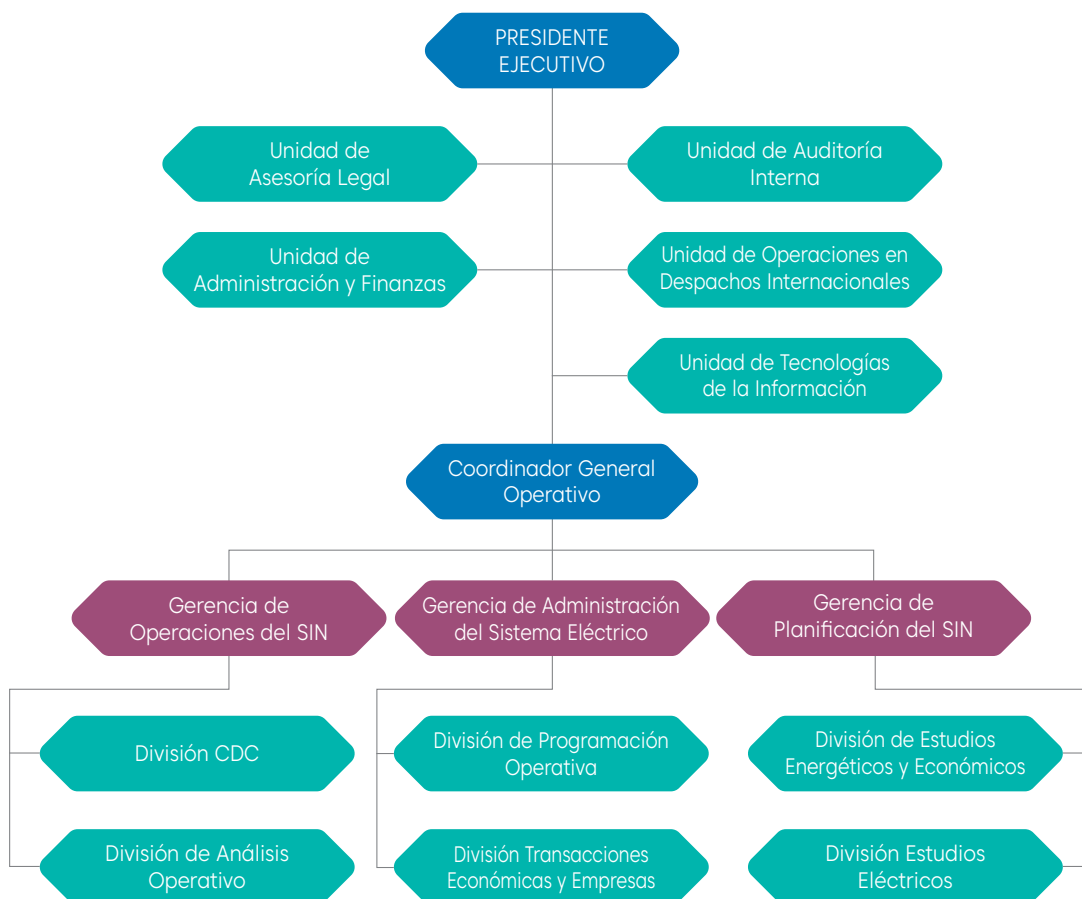 PRESIDENTE
EJECUTIVO
Unidad de
Asesoría Legal
Unidad de Auditoría
Interna
Unidad de
Administración y Finanzas
Unidad de Operaciones en
Despachos Internacionales
Unidad de Tecnologías
de la Información
Coordinador General
Operativo
Gerencia de
Operaciones del SIN
Gerencia de Administración
del Sistema Eléctrico
Gerencia de
Planificación del SIN
División CDC
División de Programación
Operativa
División de Estudios
Energéticos y Económicos
División de Análisis
Operativo
División Transacciones
Económicas y Empresas
División Estudios
Eléctricos